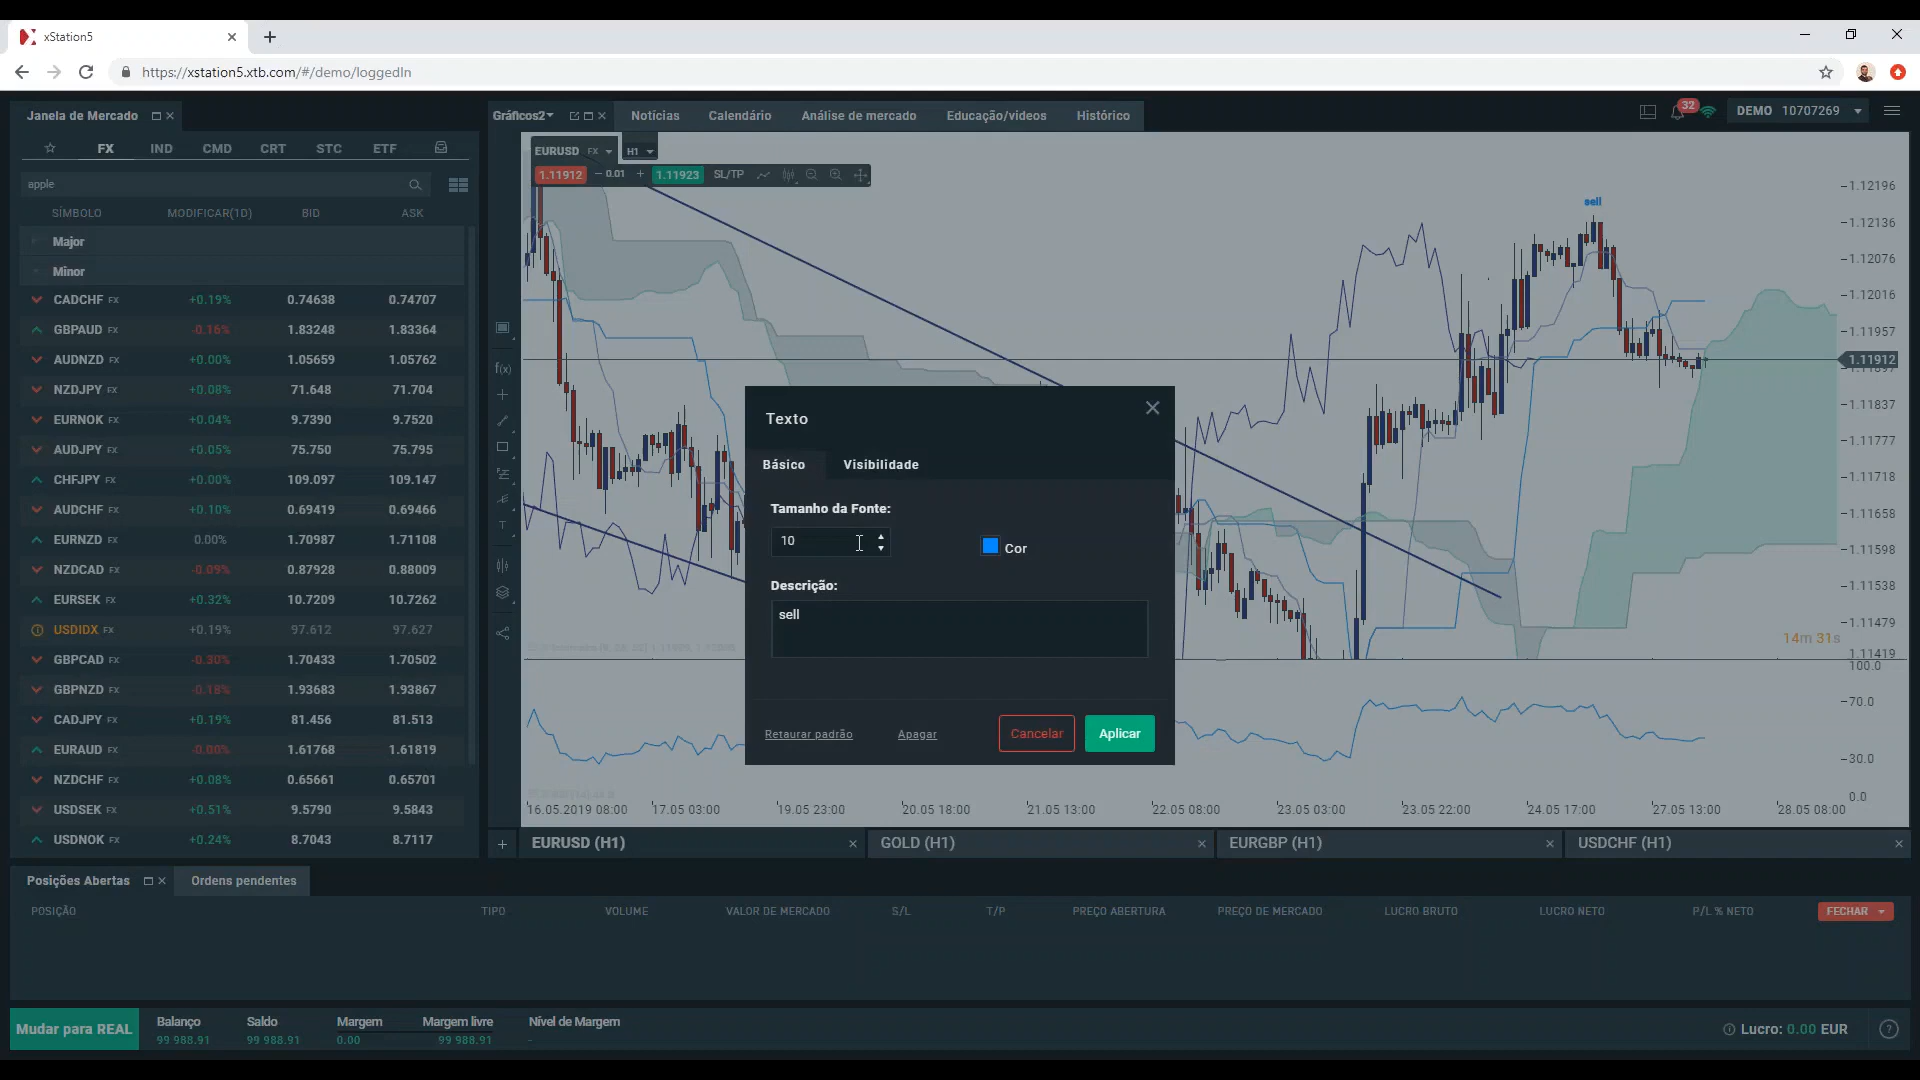 xStation5
https://xstation5.xtb.com/#/demo/loggedIn
Janela de Mercado
FX IND CMD CRT STC ETF
apple
SÍMBOLO MODIFICAR(1D) BID ASK
Major
Minor
CADCHF FX +0.19% 0.74638 0.74707
GBPAUD FX -0.16% 1.83248 1.83364
AUDNZD FX +0.00% 1.05659 1.05762
NZDJPY FX +0.08% 71.648 71.704
EURNOK FX +0.04% 9.7390 9.7520
AUDJPY FX +0.05% 75.750 75.795
CHFJPY FX +0.00% 109.097 109.147
AUDCHF FX +0.10% 0.69419 0.69466
EURNZD FX 0.00% 1.70987 1.71108
NZDCAD FX -0.09% 0.87928 0.88009
EURSEK FX +0.32% 10.7209 10.7262
USDIDX FX +0.19% 97.612 97.627
GBPCAD FX -0.30% 1.70433 1.70502
GBPNZD FX -0.18% 1.93683 1.93867
CADJPY FX +0.19% 81.456 81.513
EURAUD FX -0.00% 1.61768 1.61819
NZDCHF FX +0.08% 0.65661 0.65701
USDSEK FX +0.51% 9.5790 9.5843
USDNOK FX +0.24% 8.7043 8.7117
Gráficos2 Notícias Calendário Análise de mercado Educação/videos Histórico
32
DEMO 10707269
EURUSD FX H1
1.11912 0.01 1.11923 SL/TP
f(x)
T
sell
1.12196
1.12136
1.12076
1.12016
1.11957
1.11912
1.11837
1.11777
1.11718
1.11658
1.11598
1.11538
1.11479
14m 31s
1.11419
100.0
70.0
30.0
0.0
16.05.2019 08:00 17.05 03:00 19.05 23:00 20.05 18:00 21.05 13:00 22.05 08:00 23.05 03:00 23.05 22:00 24.05 17:00 27.05 13:00 28.05 08:00
Texto
Básico Visibilidade
Tamanho da Fonte:
10
Cor
Descrição:
sell
Retaurar padrão Apagar Cancelar Aplicar
EURUSD (H1) GOLD (H1) EURGBP (H1) USDCHF (H1)
Posições Abertas Ordens pendentes
POSIÇÃO TIPO VOLUME VALOR DE MERCADO S/L T/P PREÇO ABERTURA PREÇO DE MERCADO LUCRO BRUTO LUCRO NETO P/L % NETO FECHAR
Mudar para REAL
Balanço Saldo Margem Margem livre Nível de Margem
99 988.91 99 988.91 0.00 99 988.91 -
Lucro: 0.00 EUR
?